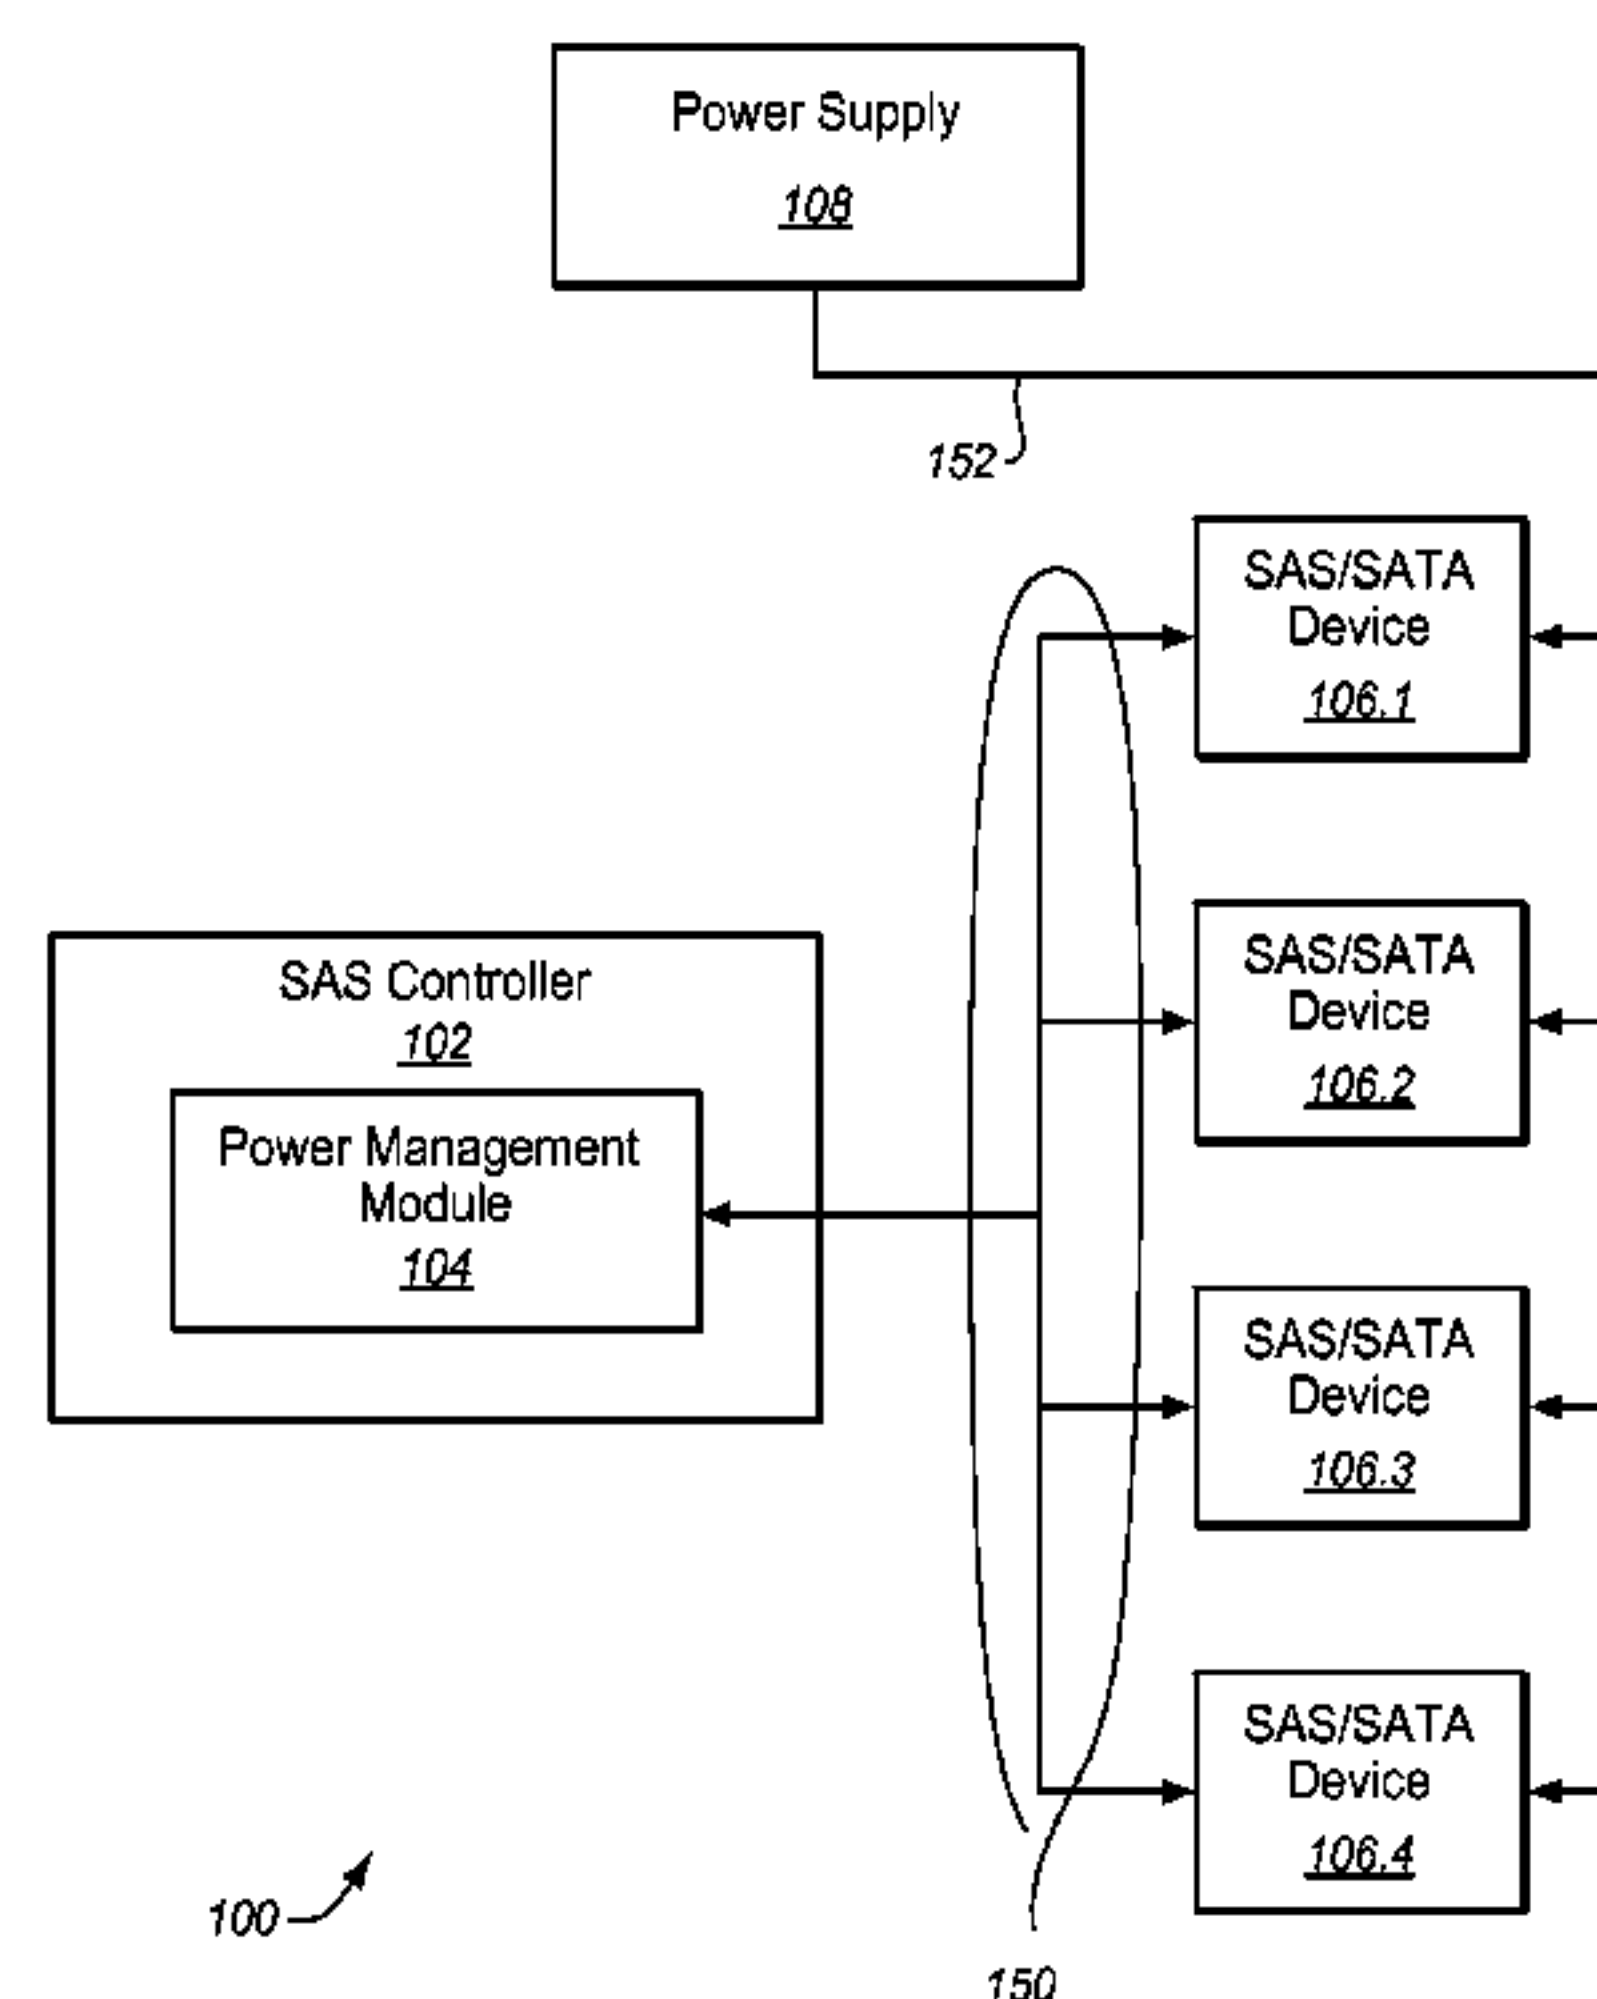 Power Supply
108
152
SAS/SATA
Device
106.1
SAS/SATA
Device
106.2
SAS Controller
102
Power Management
Module
104
SAS/SATA
Device
106.3
SAS/SATA
Device
106.4
100
150